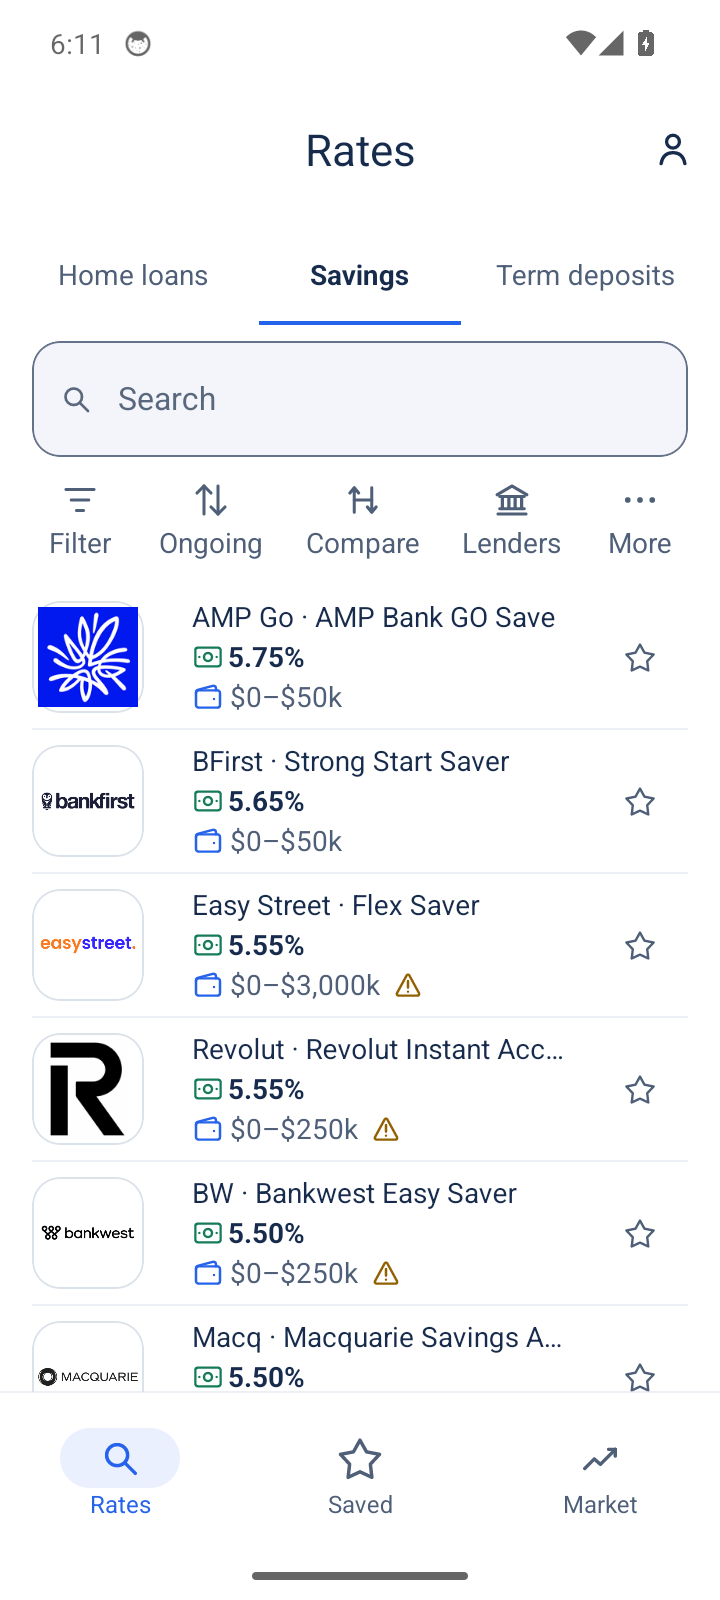 6:11
Rates
Home loans
Savings
Term deposits
Search
Filter
Ongoing
Compare
Lenders
More
AMP Go · AMP Bank GO Save
5.75%
$0–$50k
bankfirst
BFirst · Strong Start Saver
5.65%
$0–$50k
easystreet.
Easy Street · Flex Saver
5.55%
$0–$3,000k
R
Revolut · Revolut Instant Acc...
5.55%
$0–$250k
bankwest
BW · Bankwest Easy Saver
5.50%
$0–$250k
MACQUARIE
Macq · Macquarie Savings A...
5.50%
Rates
Saved
Market